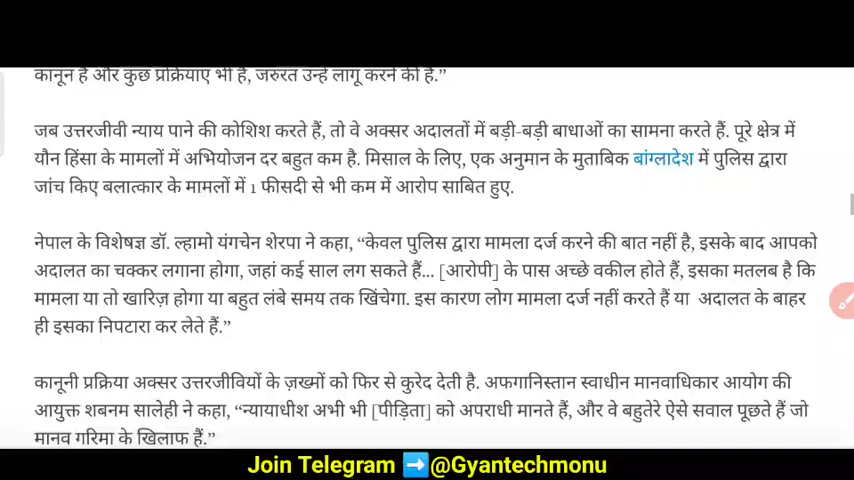 कानून है और कुछ प्रक्रियाएं भी है, जरुरत उन्हें लागू करने की है.”
जब उत्तरजीवी न्याय पाने की कोशिश करते हैं, तो वे अक्सर अदालतों में बड़ी-बड़ी बाधाओं का सामना करते हैं. पूरे क्षेत्र में
यौन हिंसा के मामलों में अभियोजन दर बहुत कम है. मिसाल के लिए, एक अनुमान के मुताबिक बांग्लादेश में पुलिस द्वारा
जांच किए बलात्कार के मामलों में 1 फीसदी से भी कम में आरोप साबित हुए.
नेपाल के विशेषज्ञ डॉ. ल्हामो यंगचेन शेरपा ने कहा, “केवल पुलिस द्वारा मामला दर्ज करने की बात नहीं है, इसके बाद आपको
अदालत का चक्कर लगाना होगा, जहां कई साल लग सकते हैं... [आरोपी] के पास अच्छे वकील होते हैं, इसका मतलब है कि
मामला या तो खारिज़ होगा या बहुत लंबे समय तक खिंचेगा. इस कारण लोग मामला दर्ज नहीं करते हैं या अदालत के बाहर
ही इसका निपटारा कर लेते हैं.”
कानूनी प्रक्रिया अक्सर उत्तरजीवियों के ज़ख्मों को फिर से कुरेद देती है. अफगानिस्तान स्वाधीन मानवाधिकार आयोग की
आयुक्त शबनम सालेही ने कहा, “न्यायाधीश अभी भी [पीड़िता] को अपराधी मानते हैं, और वे बहुतेरे ऐसे सवाल पूछते हैं जो
मानव गरिमा के खिलाफ हैं.”
Join Telegram ➡️@Gyantechmonu